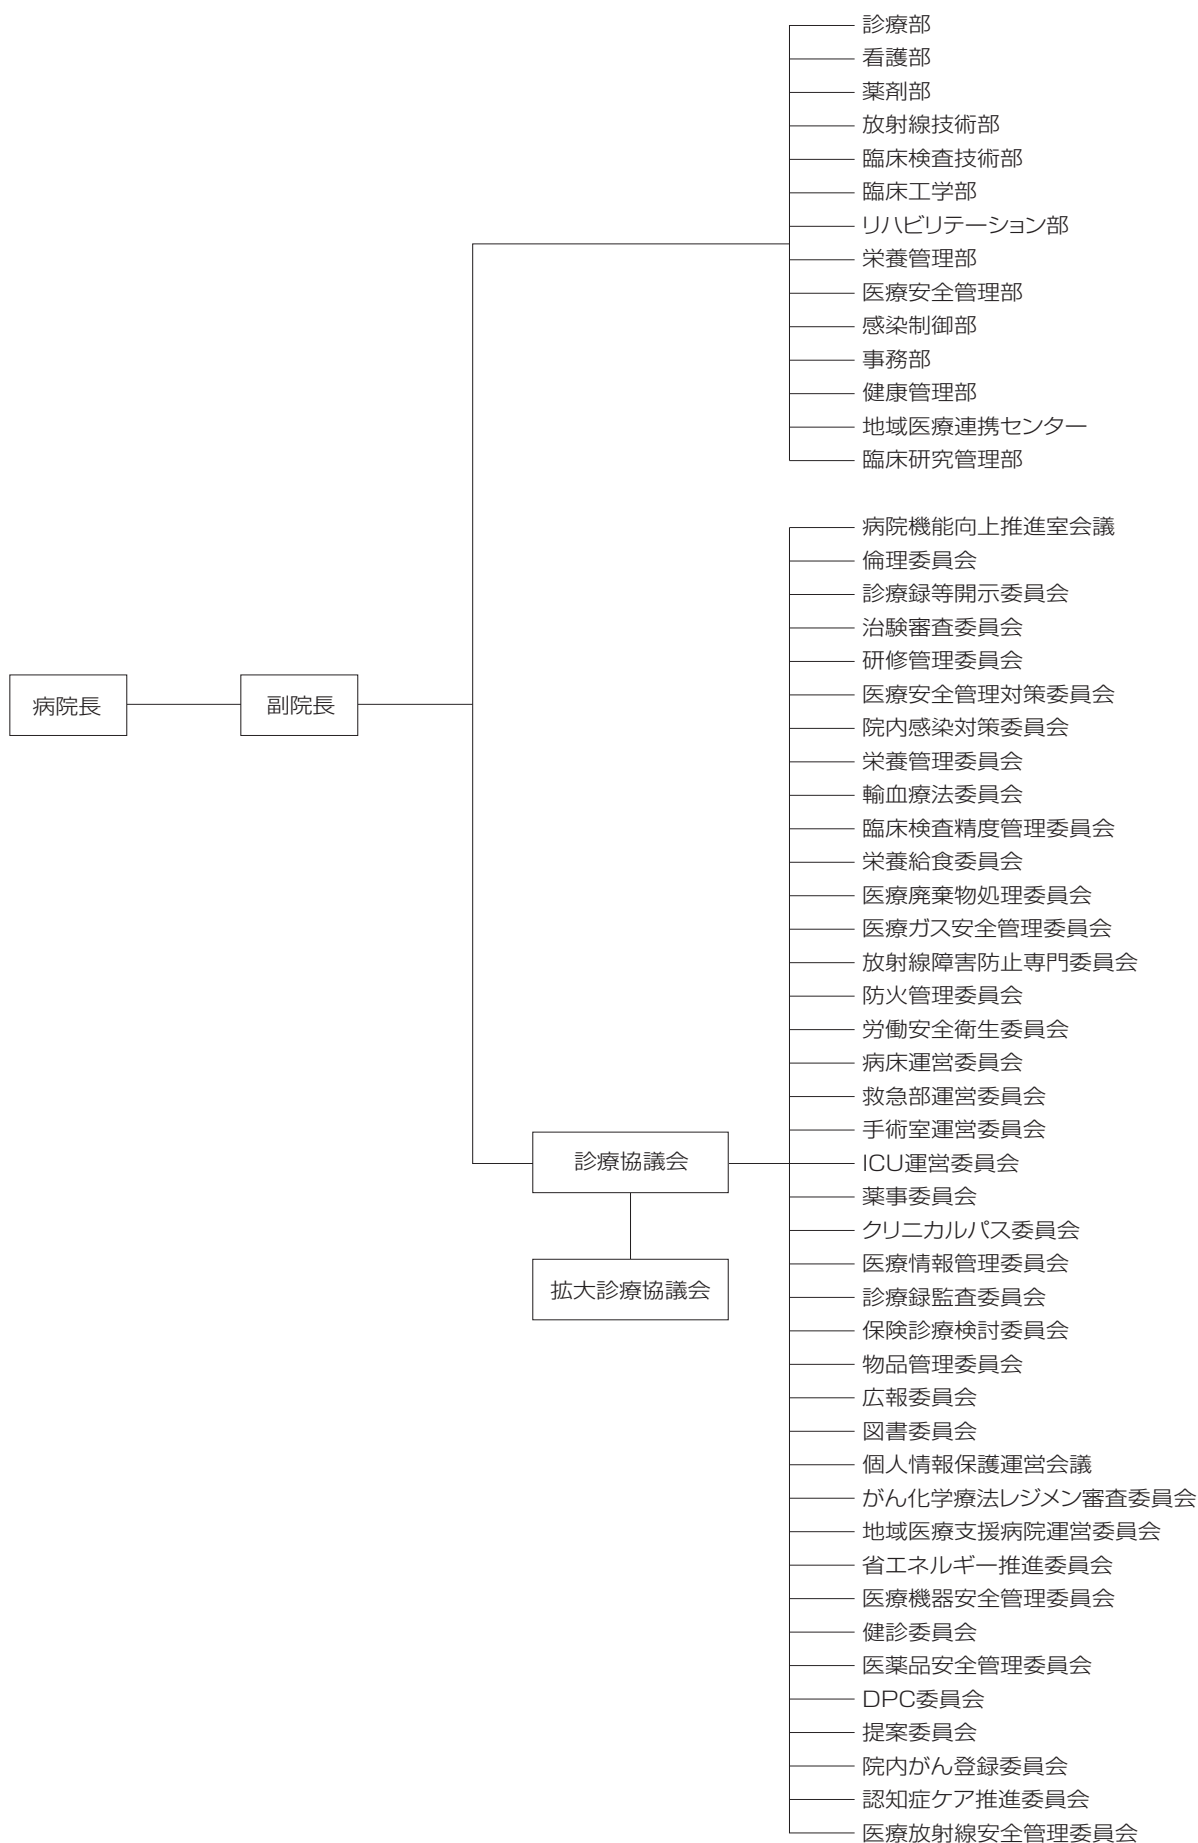 診療部
看護部
薬剤部
放射線技術部
臨床検査技術部
臨床工学部
リハビリテーション部
栄養管理部
医療安全管理部
感染制御部
事務部
健康管理部
地域医療連携センター
臨床研究管理部
病院長
副院長
診療協議会
拡大診療協議会
病院機能向上推進室会議
倫理委員会
診療録等開示委員会
治験審査委員会
研修管理委員会
医療安全管理対策委員会
院内感染対策委員会
栄養管理委員会
輸血療法委員会
臨床検査精度管理委員会
栄養給食委員会
医療廃棄物処理委員会
医療ガス安全管理委員会
放射線障害防止専門委員会
防火管理委員会
労働安全衛生委員会
病床運営委員会
救急部運営委員会
手術室運営委員会
ICU運営委員会
薬事委員会
クリニカルパス委員会
医療情報管理委員会
診療録監査委員会
保険診療検討委員会
物品管理委員会
広報委員会
図書委員会
個人情報保護運営会議
がん化学療法レジメン審査委員会
地域医療支援病院運営委員会
省エネルギー推進委員会
医療機器安全管理委員会
健診委員会
医薬品安全管理委員会
DPC委員会
提案委員会
院内がん登録委員会
認知症ケア推進委員会
医療放射線安全管理委員会